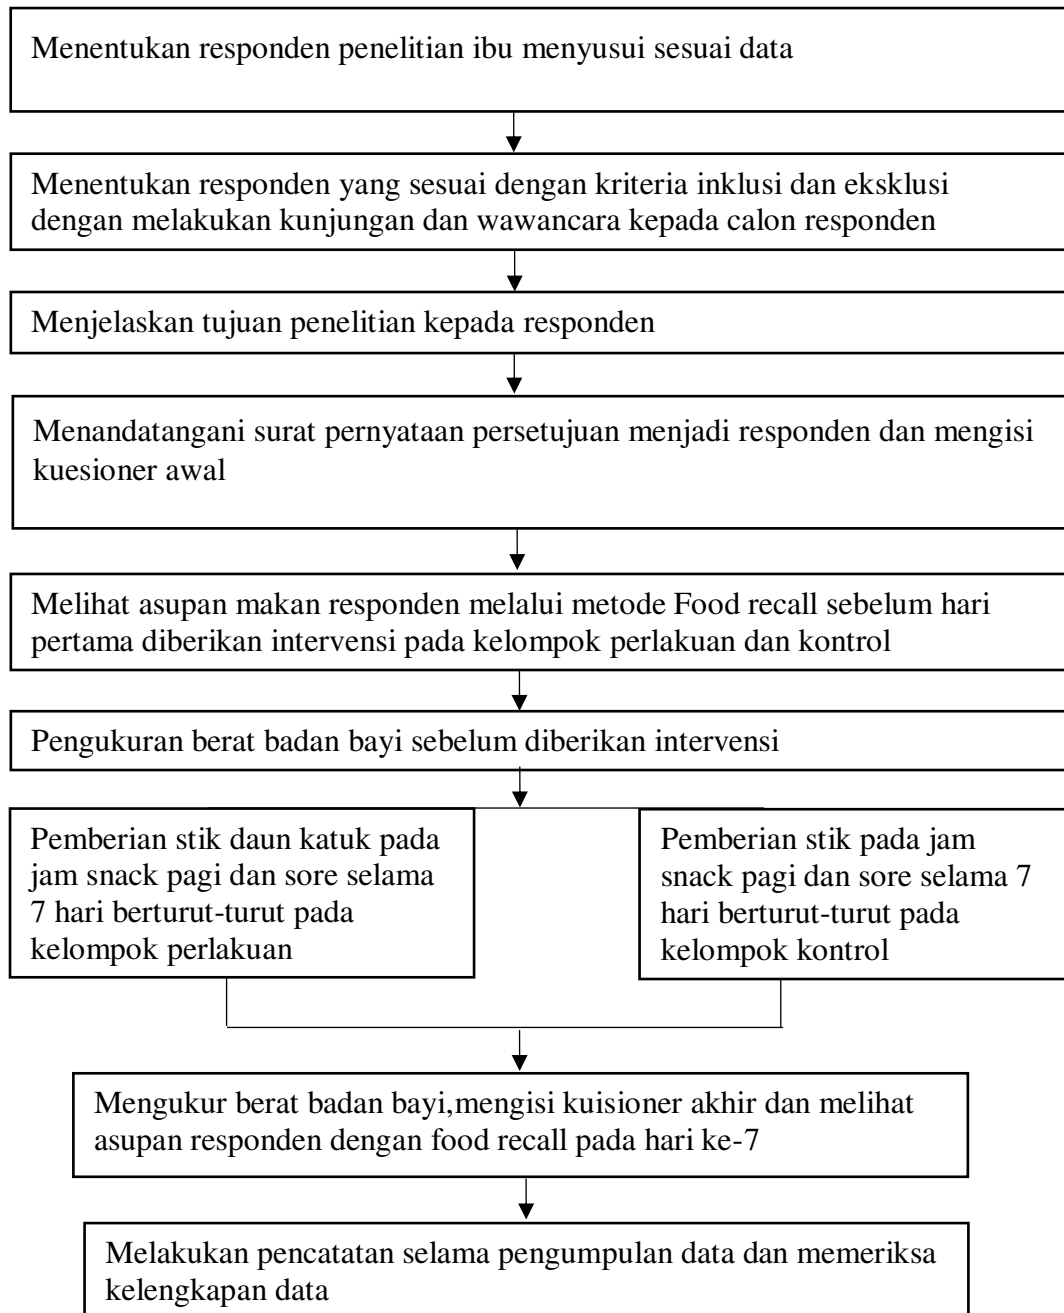 Menentukan responden penelitian ibu menyusui sesuai data
Menentukan responden yang sesuai dengan kriteria inklusi dan eksklusi
dengan melakukan kunjungan dan wawancara kepada calon responden
Menjelaskan tujuan penelitian kepada responden
Menandatangani surat pernyataan persetujuan menjadi responden dan mengisi
kuesioner awal
Melihat asupan makan responden melalui metode Food recall sebelum hari
pertama diberikan intervensi pada kelompok perlakuan dan kontrol
Pengukuran berat badan bayi sebelum diberikan intervensi
Pemberian stik daun katuk pada
jam snack pagi dan sore selama
7 hari berturut-turut pada
kelompok perlakuan
Pemberian stik pada jam
snack pagi dan sore selama 7
hari berturut-turut pada
kelompok kontrol
Mengukur berat badan bayi,mengisi kuisioner akhir dan melihat
asupan responden dengan food recall pada hari ke-7
Melakukan pencatatan selama pengumpulan data dan memeriksa
kelengkapan data